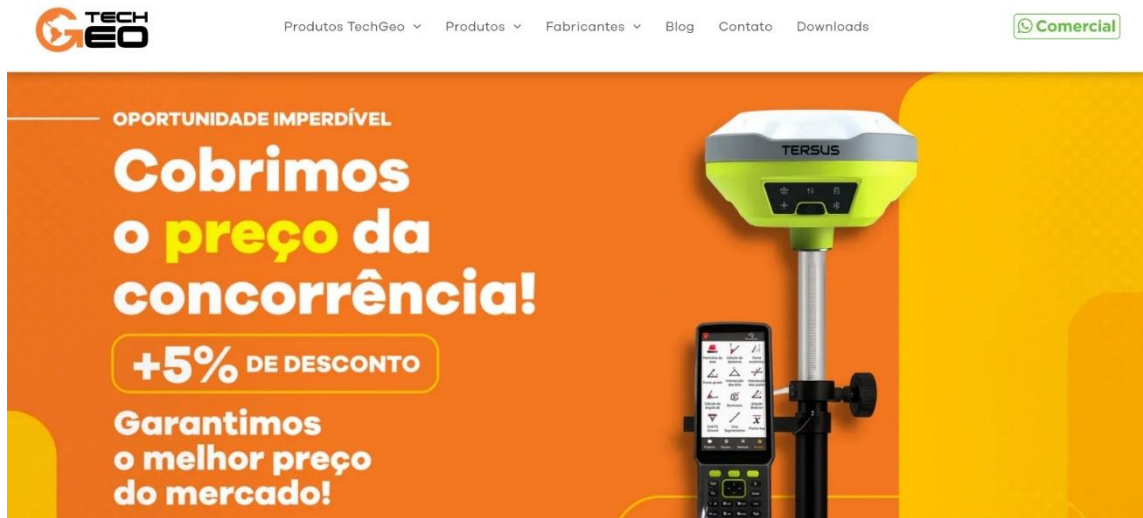 TECH
GEO
Produtos TechGeo
Produtos
Fabricantes
Blog
Contato
Downloads
Comercial
OPORTUNIDADE IMPERDÍVEL
Cobrimos
o preço da
concorrência!
+5% DE DESCONTO
Garantimos
o melhor preço
do mercado!
TERSUS